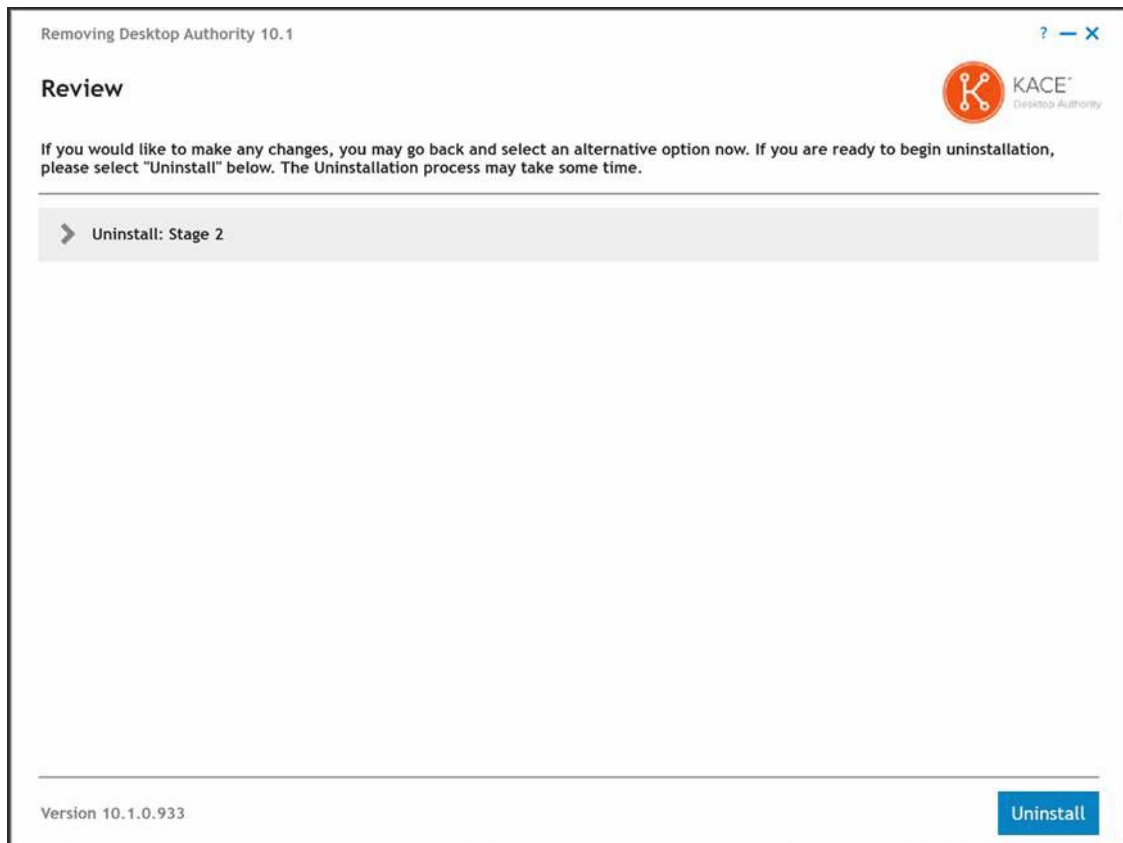 Removing Desktop Authority 10.1
?
Review
KACE™
Desktop Authority
If you would like to make any changes, you may go back and select an alternative option now. If you are ready to begin uninstallation,
please select "Uninstall" below. The Uninstallation process may take some time.
Uninstall: Stage 2
Version 10.1.0.933
Uninstall